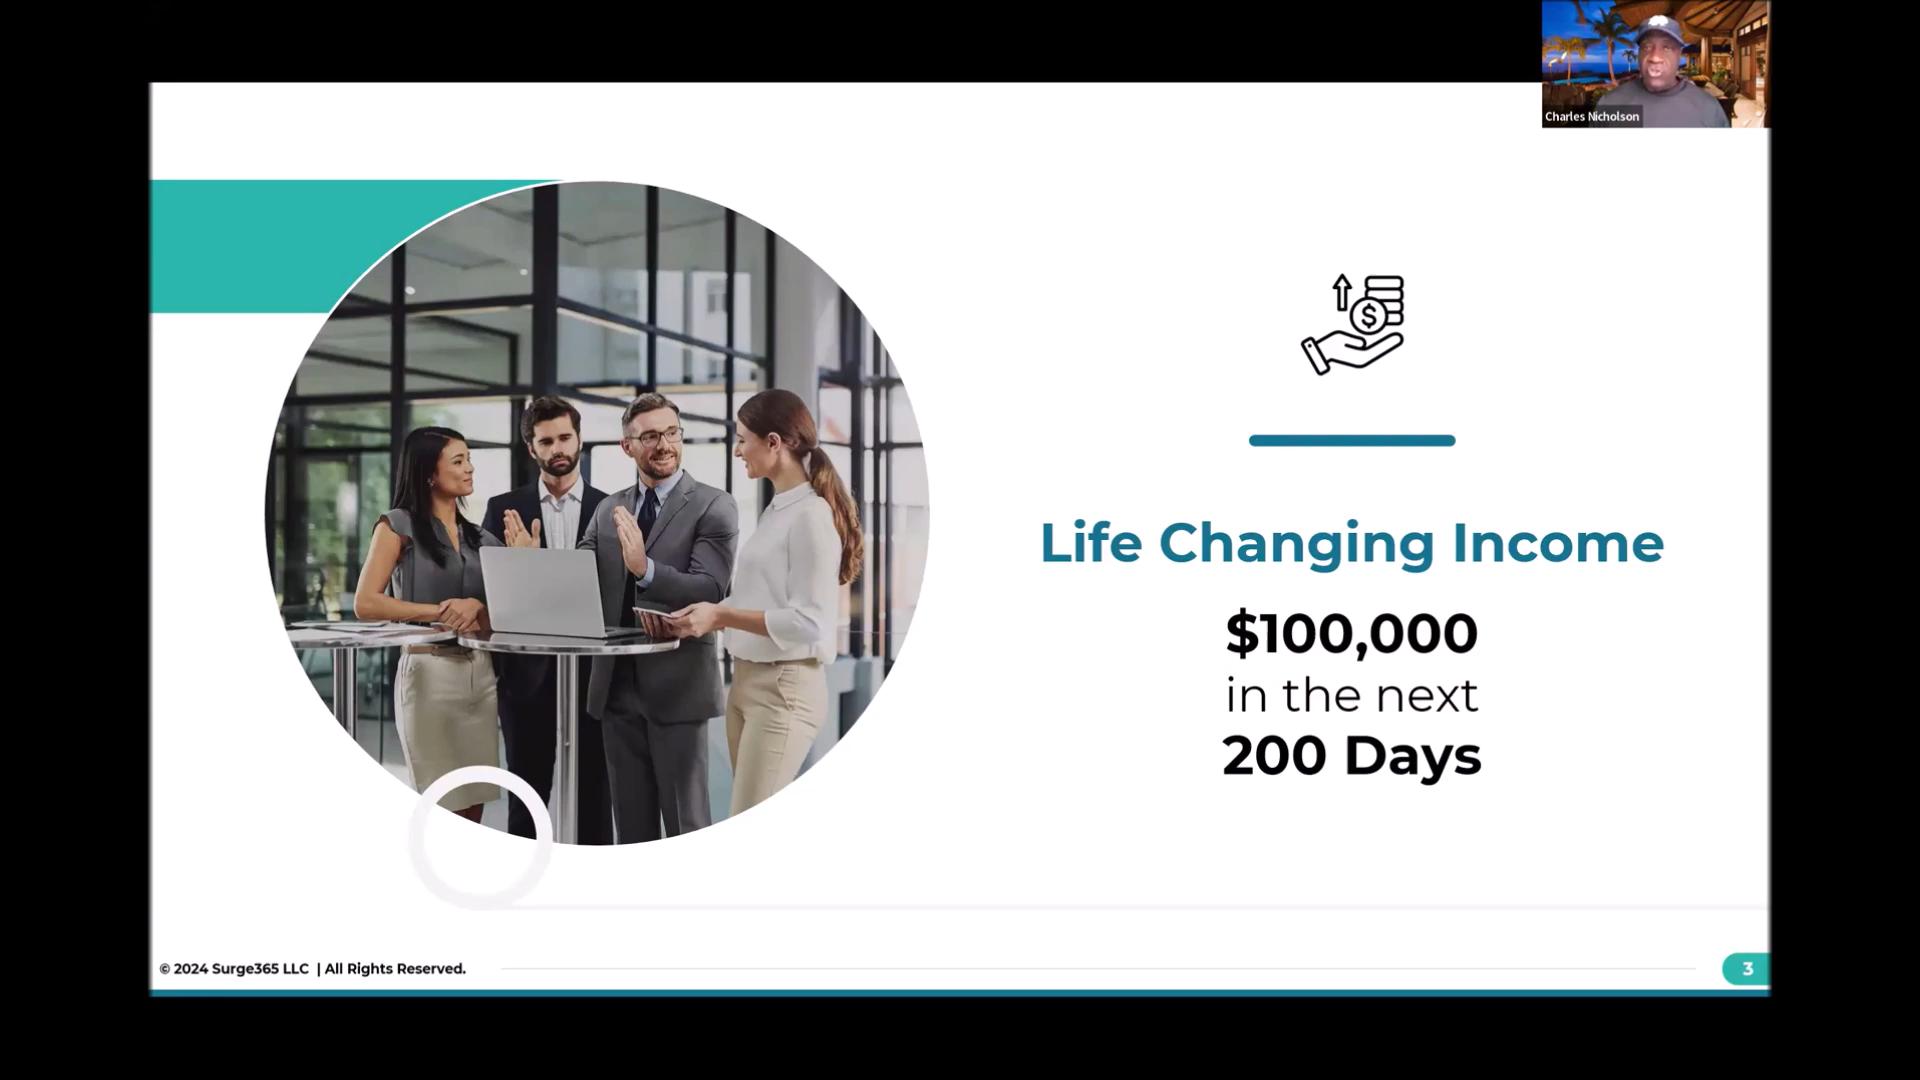 Charles Nicholson
$
Life Changing Income
$100,000
in the next
200 Days
© 2024 Surge365 LLC | All Rights Reserved.
3